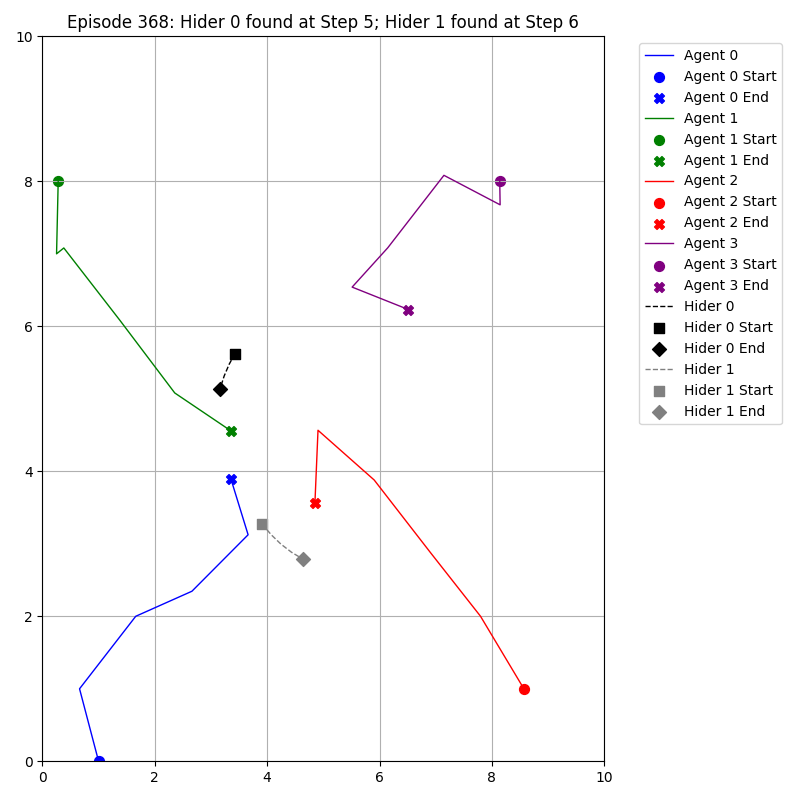 Episode 368: Hider 0 found at Step 5; Hider 1 found at Step 6
10
8
6
4
2
0
0 2 4 6 8 10
Agent 0
Agent 0 Start
Agent 0 End
Agent 1
Agent 1 Start
Agent 1 End
Agent 2
Agent 2 Start
Agent 2 End
Agent 3
Agent 3 Start
Agent 3 End
Hider 0
Hider 0 Start
Hider 0 End
Hider 1
Hider 1 Start
Hider 1 End